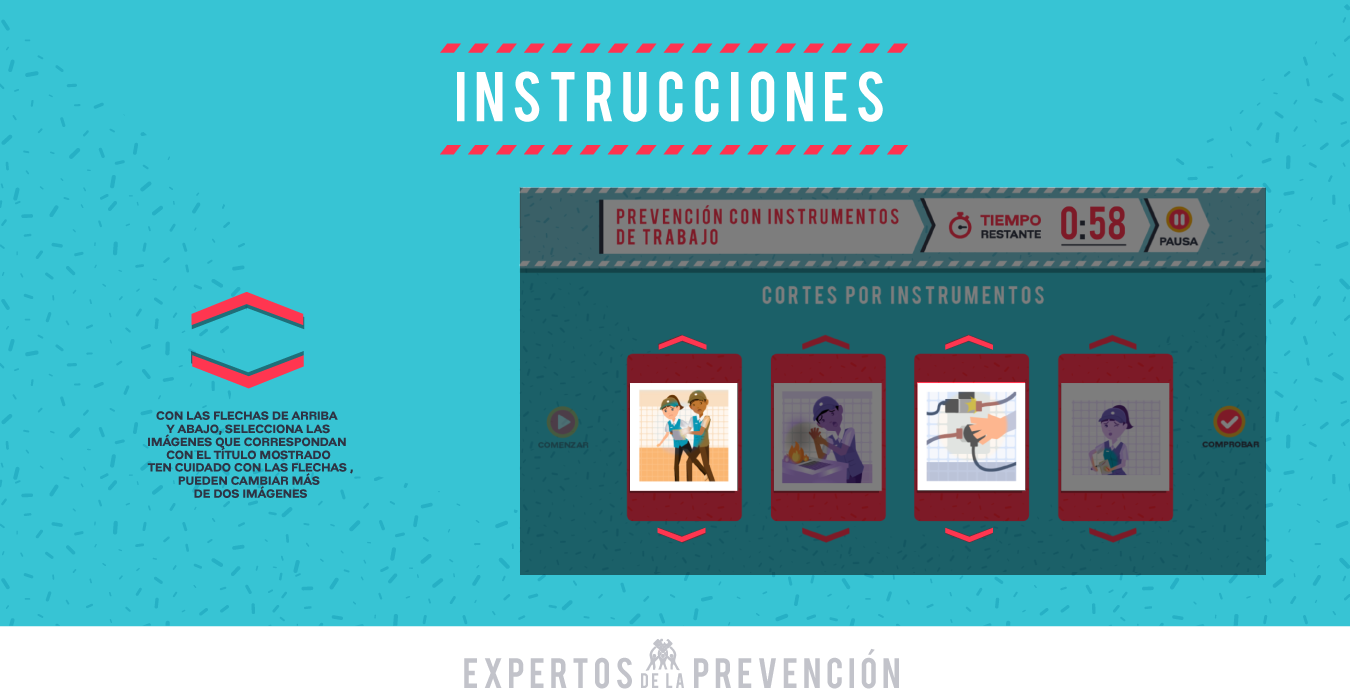 INSTRUCCIONES
PREVENCIÓN CON INSTRUMENTOS
DE TRABAJO
TIEMPO
RESTANTE
0:58
PAUSA
CORTES POR INSTRUMENTOS
COMENZAR
COMPROBAR
CON LAS FLECHAS DE ARRIBA
Y ABAJO, SELECCIONA LAS
IMÁGENES QUE CORRESPONDAN
CON EL TÍTULO MOSTRADO
TEN CUIDADO CON LAS FLECHAS ,
PUEDEN CAMBIAR MÁS
DE DOS IMÁGENES
EXPERTOS DE LA PREVENCIÓN